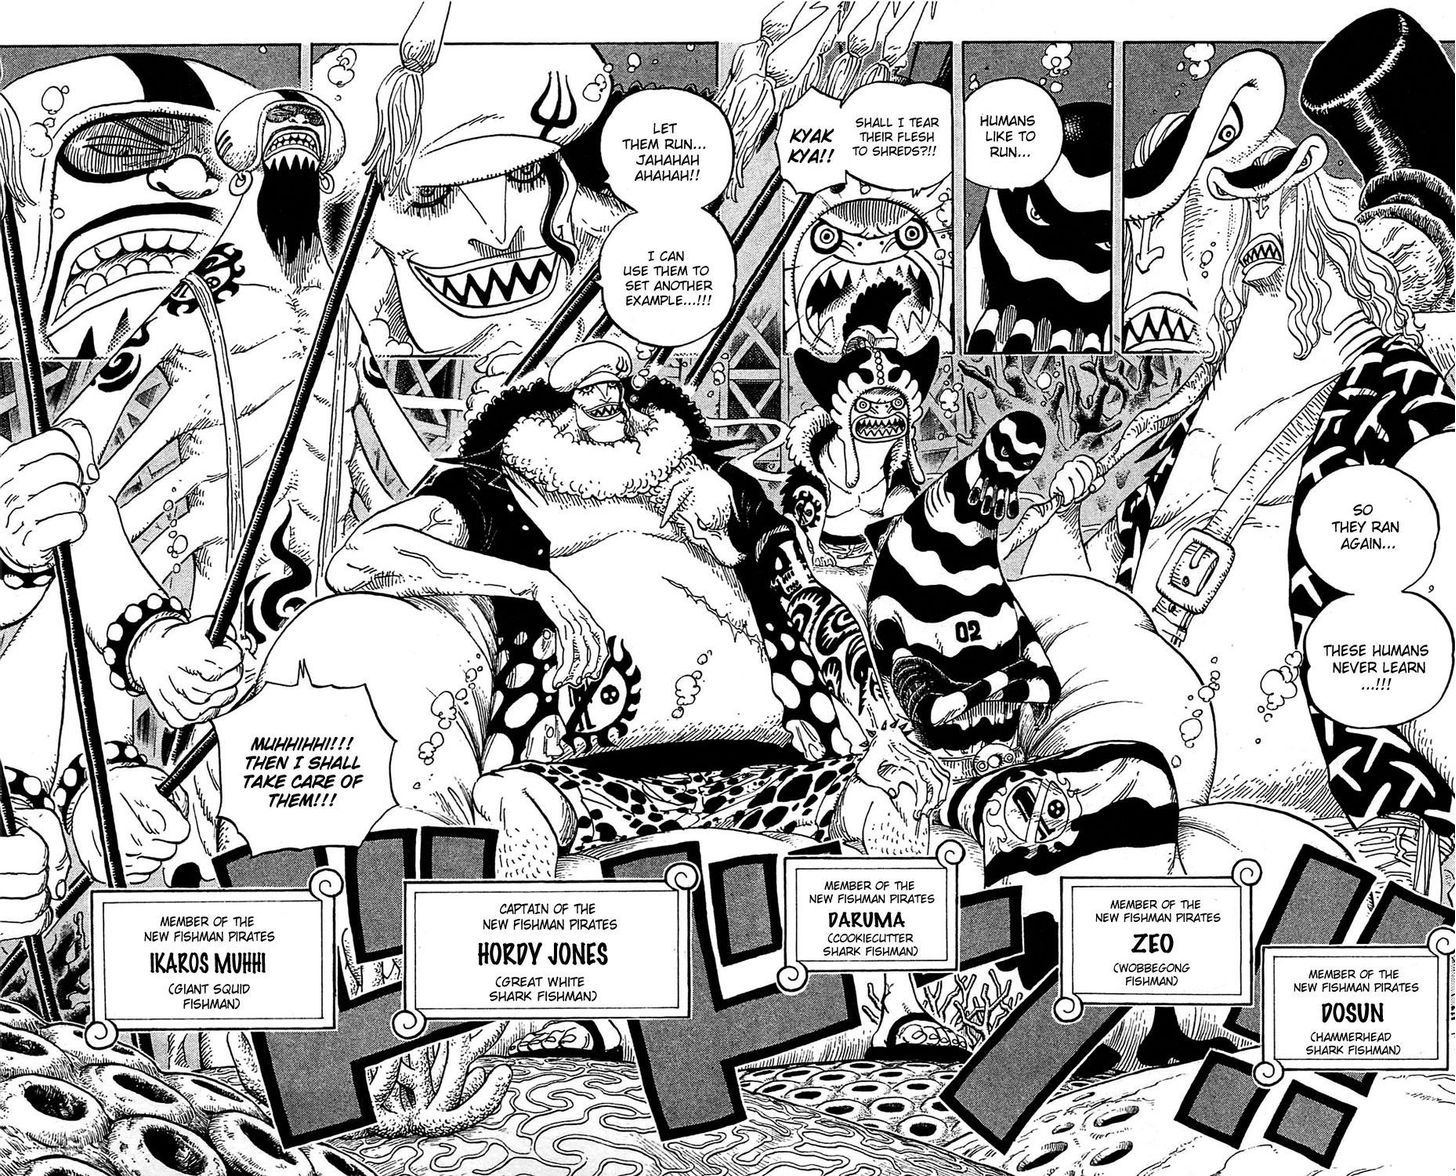 SO
THEY RAN
AGAIN...
THESE HUMANS
NEVER LEARN
...!!!
HUMANS
LIKE TO
RUN...
SHALL I TEAR
THEIR FLESH
TO SHREDS?!!
KYAK
KYA!!
LET
THEM RUN...
JAHAHAH
AHAHAH!!
I CAN
USE THEM TO
SET ANOTHER
EXAMPLE...!!!
MUHHIHHI!!!
THEN I SHALL
TAKE CARE OF
THEM!!!
02
MEMBER OF THE
NEW FISHMAN PIRATES
DOSUN
(HAMMERHEAD
SHARK FISHMAN)
MEMBER OF THE
NEW FISHMAN PIRATES
ZEO
(WOBBEGONG
FISHMAN)
MEMBER OF THE
NEW FISHMAN PIRATES
DARUMA
(COOKIECUTTER
SHARK FISHMAN)
CAPTAIN OF THE
NEW FISHMAN PIRATES
HORDY JONES
(GREAT WHITE
SHARK FISHMAN)
MEMBER OF THE
NEW FISHMAN PIRATES
IKAROS MUHHI
(GIANT SQUID
FISHMAN)